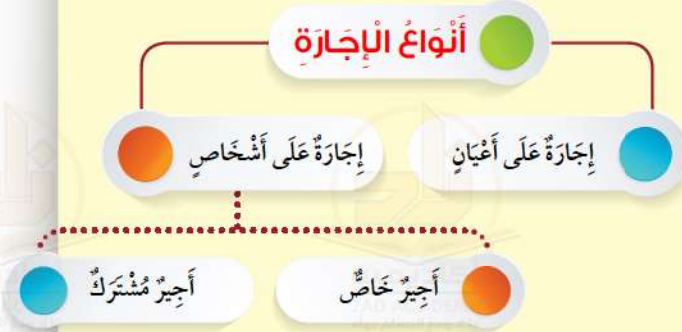 أَنْوَاعُ الْإِجَارَةِ
إِجَارَةٌ عَلَى أَعْيَانٍ
إِجَارَةٌ عَلَى أَشْخَاصٍ
أَجِيرٌ خَاصٌّ
أَجِيرٌ مُشْتَرَكٌ